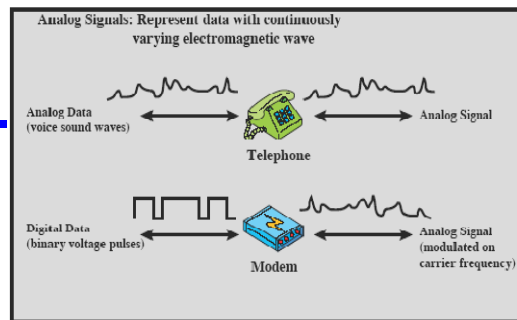 Analog Signals: Represent data with continuously
varying electromagnetic wave
Analog Data
(voice sound waves)
Analog Signal
Telephone
Digital Data
(binary voltage pulses)
Analog Signal
(modulated on
carrier frequency)
Modem